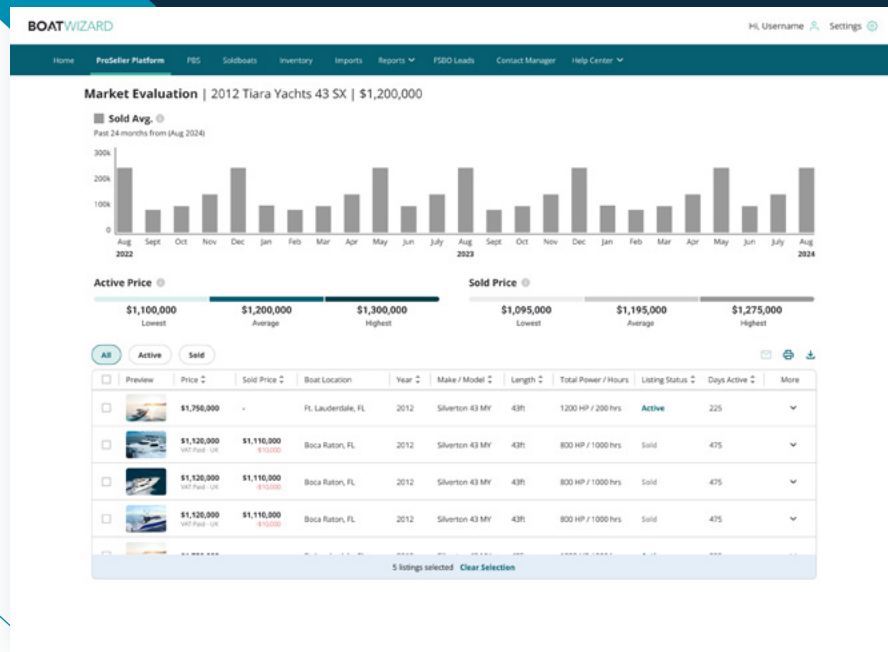 BOATWIZARD
Hi, Username Settings
Home ProSeller Platform PBS Soldboats Inventory Imports Reports FSBO Leads Contact Manager Help Center
Market Evaluation | 2012 Tiara Yachts 43 SX | $1,200,000
Sold Avg.
Past 24 months from (Aug 2024)
300k
200k
100k
0
Aug Sept Oct Nov Dec Jan Feb Mar Apr May Jun July Aug Sept Oct Nov Dec Jan Feb Mar Apr May Jun July Aug
2022 2023 2024
Active Price Sold Price
$1,100,000 $1,200,000 $1,300,000 $1,095,000 $1,195,000 $1,275,000
Lowest Average Highest Lowest Average Highest
All Active Sold
Preview Price Sold Price Boat Location Year Make / Model Length Total Power / Hours Listing Status Days Active More
$1,750,000 - Ft. Lauderdale, FL 2012 Silverton 43 MY 43ft 1200 HP / 200 hrs Active 225
$1,120,000 $1,110,000 Boca Raton, FL 2012 Silverton 43 MY 43ft 800 HP / 1000 hrs Sold 475
VAT Paid - UK -$10,000
$1,120,000 $1,110,000 Boca Raton, FL 2012 Silverton 43 MY 43ft 800 HP / 1000 hrs Sold 475
VAT Paid - UK -$10,000
$1,120,000 $1,110,000 Boca Raton, FL 2012 Silverton 43 MY 43ft 800 HP / 1000 hrs Sold 475
VAT Paid - UK -$10,000
5 listings selected Clear Selection